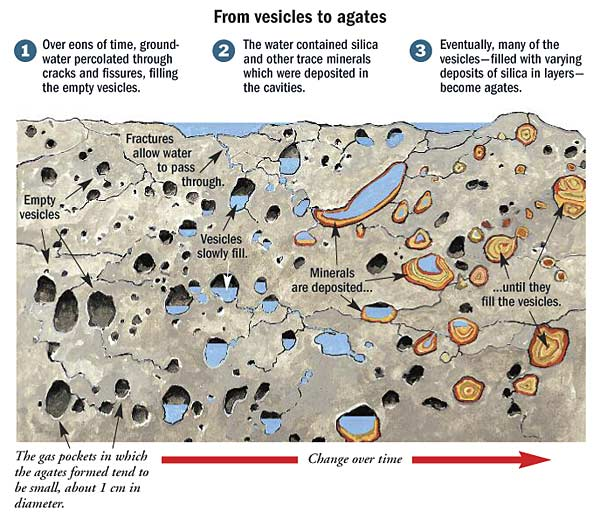 From vesicles to agates
1
Over eons of time, ground-
water percolated through
cracks and fissures, filling
the empty vesicles.
2
The water contained silica
and other trace minerals
which were deposited in
the cavities.
3
Eventually, many of the
vesicles—filled with varying
deposits of silica in layers—
become agates.
Fractures
allow water
to pass
through.
Empty
vesicles
Vesicles
slowly fill.
Minerals
are deposited...
...until they
fill the vesicles.
The gas pockets in which
the agates formed tend to
be small, about 1 cm in
diameter.
Change over time